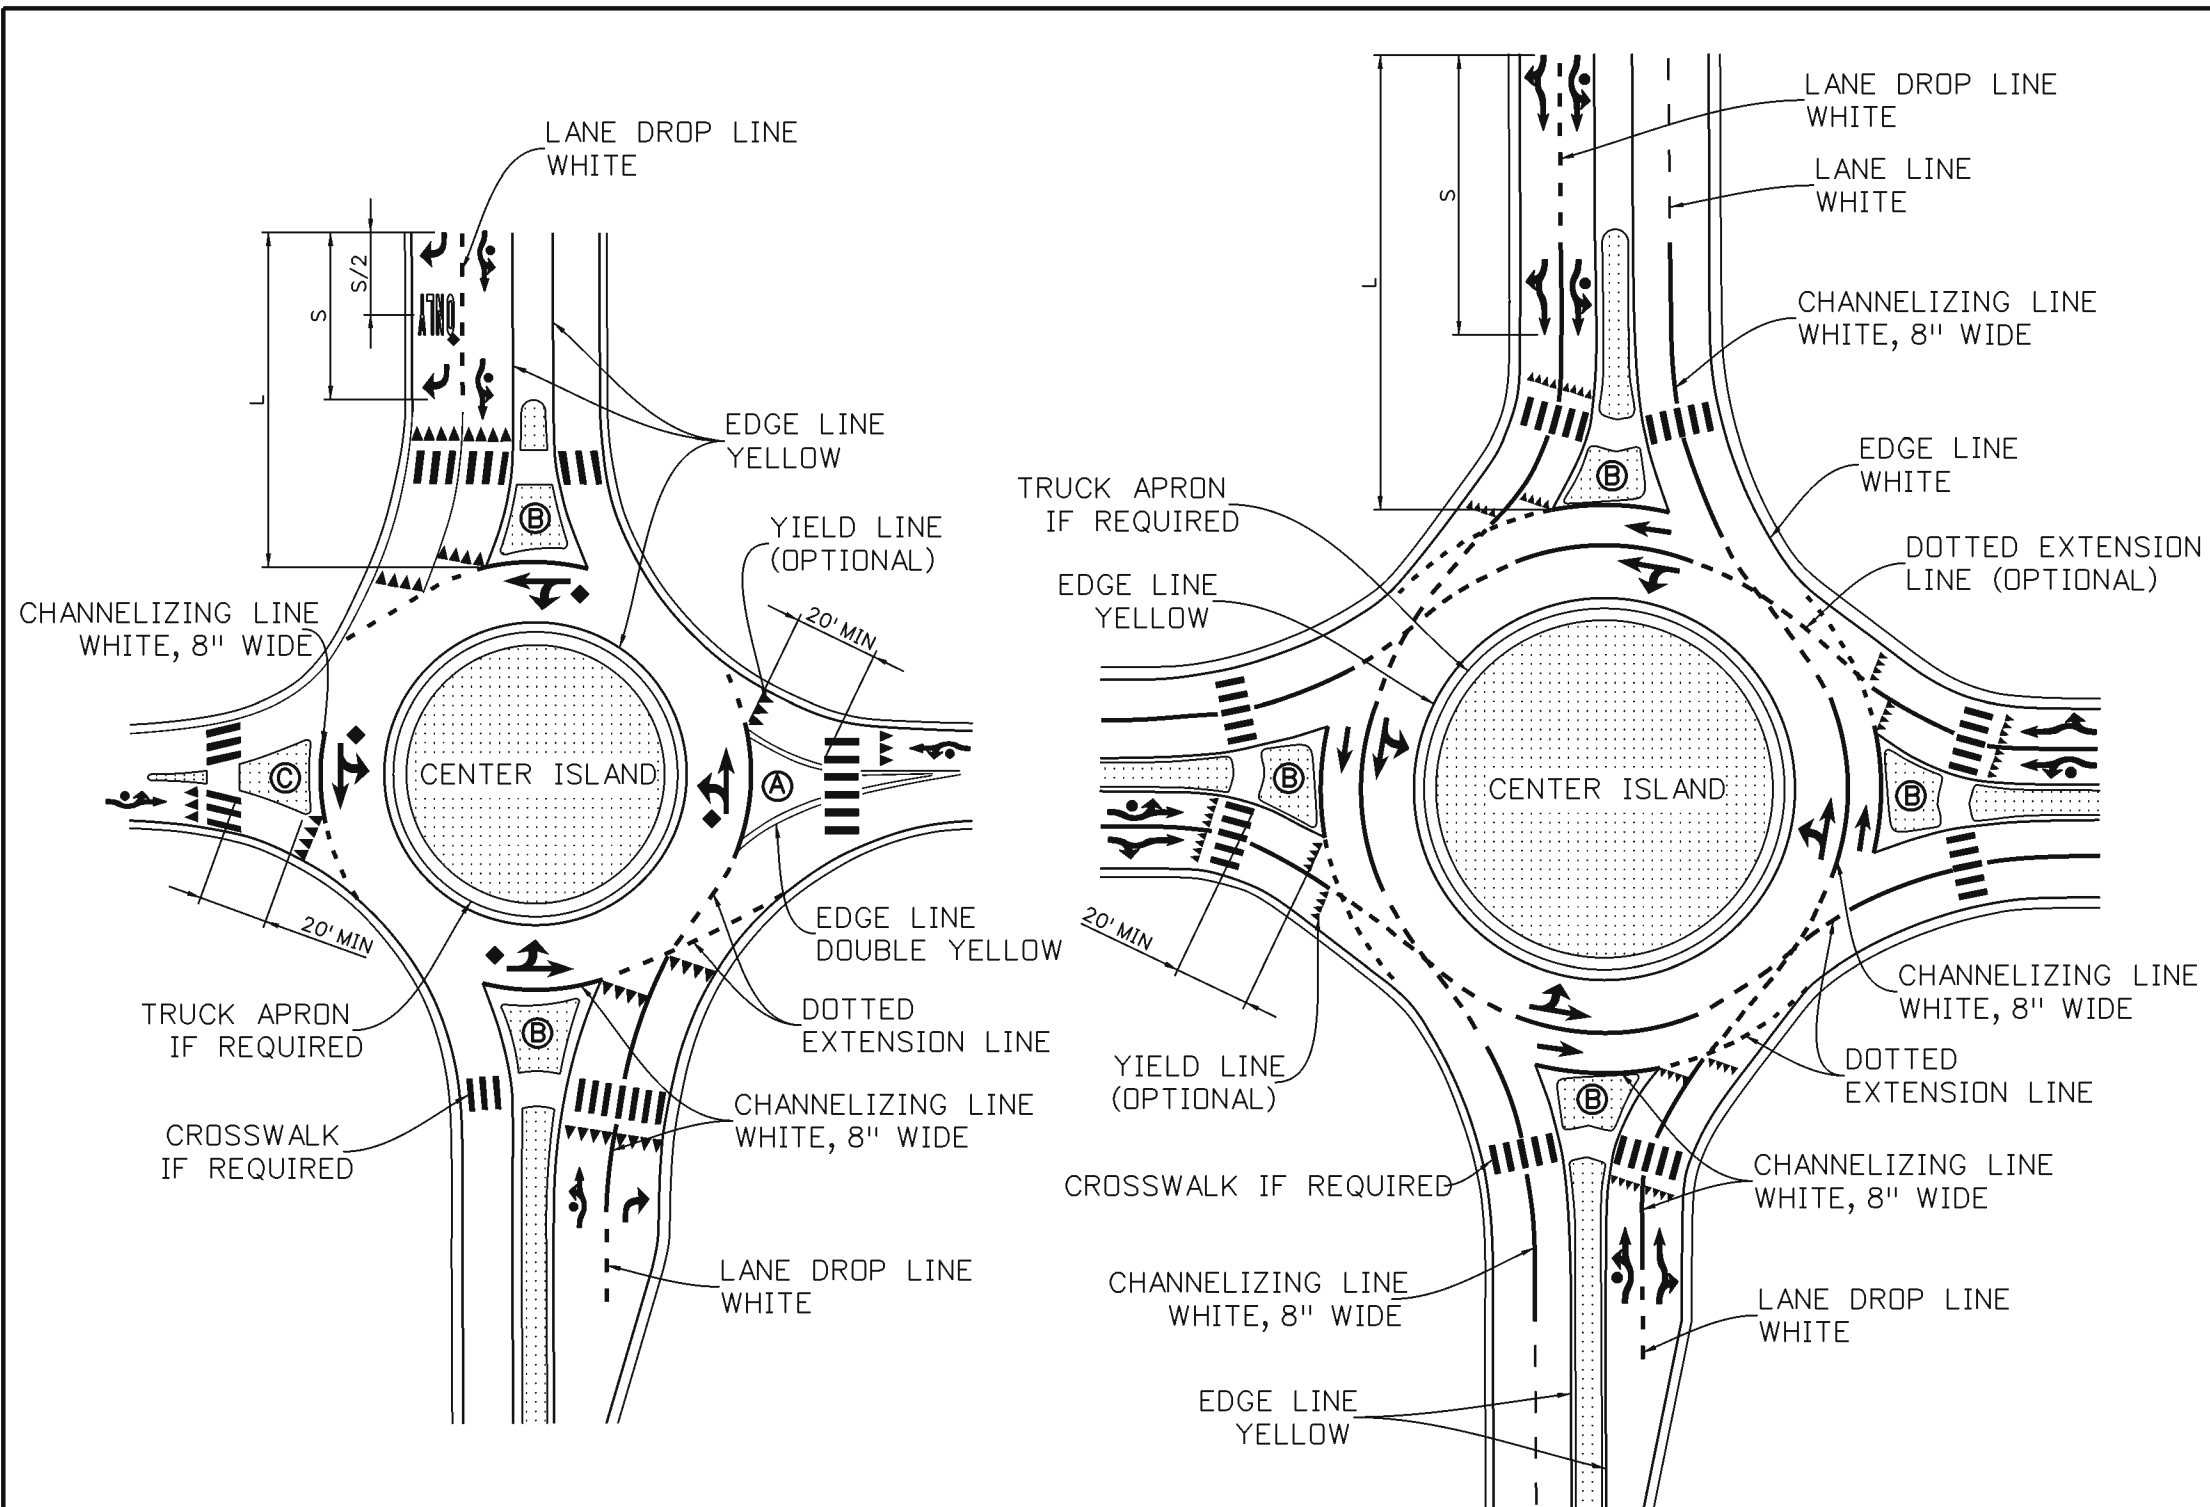 LANE DROP LINE
WHITE
S/2
S
L
ONLY
EDGE LINE
YELLOW
B
YIELD LINE
(OPTIONAL)
20' MIN
CHANNELIZING LINE
WHITE, 8" WIDE
C
CENTER ISLAND
A
20' MIN
EDGE LINE
DOUBLE YELLOW
TRUCK APRON
IF REQUIRED
B
DOTTED
EXTENSION LINE
CROSSWALK
IF REQUIRED
CHANNELIZING LINE
WHITE, 8" WIDE
LANE DROP LINE
WHITE
LANE DROP LINE
WHITE
LANE LINE
WHITE
S
L
CHANNELIZING LINE
WHITE, 8" WIDE
EDGE LINE
WHITE
TRUCK APRON
IF REQUIRED
B
DOTTED EXTENSION
LINE (OPTIONAL)
EDGE LINE
YELLOW
B
CENTER ISLAND
B
20' MIN
CHANNELIZING LINE
WHITE, 8" WIDE
YIELD LINE
(OPTIONAL)
B
DOTTED
EXTENSION LINE
CROSSWALK IF REQUIRED
CHANNELIZING LINE
WHITE, 8" WIDE
CHANNELIZING LINE
WHITE, 8" WIDE
LANE DROP LINE
WHITE
EDGE LINE
YELLOW